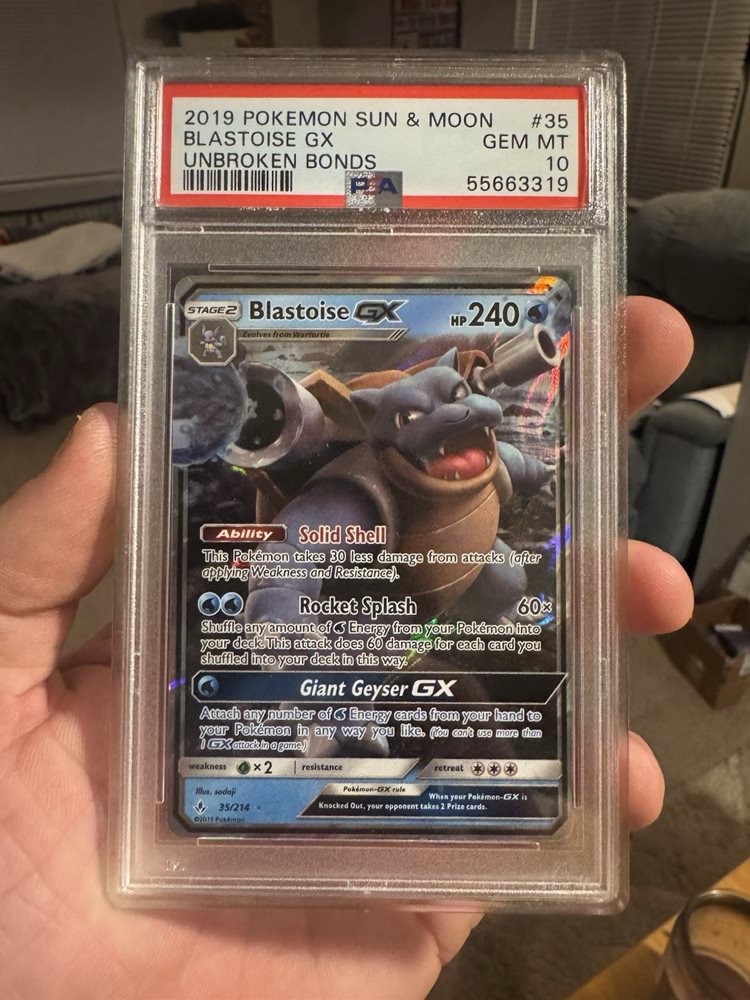 2019 POKEMON SUN & MOON #35
BLASTOISE GX GEM MT
UNBROKEN BONDS 10
PSA 55663319
STAGE 2 Blastoise GX HP 240
Evolves from Wartortle
Ability Solid Shell
This Pokémon takes 30 less damage from attacks (after
applying Weakness and Resistance).
Rocket Splash 60×
Shuffle any amount of Energy from your Pokémon into
your deck. This attack does 60 damage for each card you
shuffled into your deck in this way.
Giant Geyser GX
Attach any number of Energy cards from your hand to
your Pokémon in any way you like. (You can't use more than
1 GX attack in a game.)
weakness ×2 resistance retreat
Illus. sadaji Pokémon-GX rule When your Pokémon-GX is
35/214 Knocked Out, your opponent takes 2 Prize cards.
©2019 Pokémon